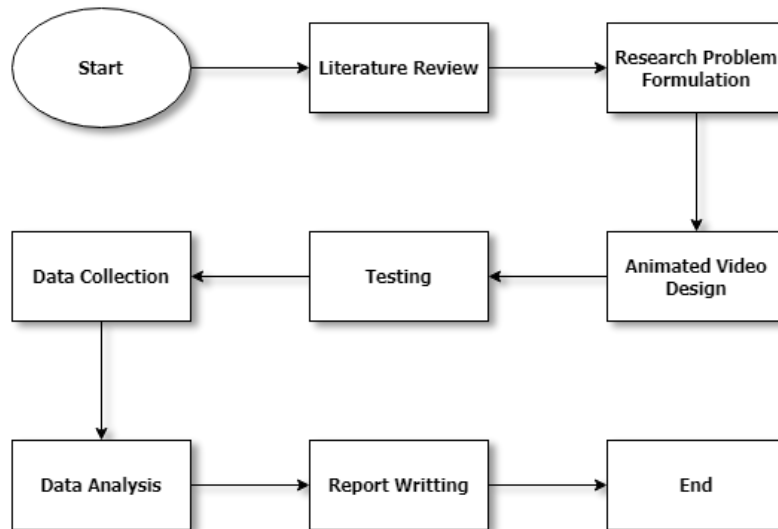 Start
Literature Review
Research Problem
Formulation
Animated Video
Design
Testing
Data Collection
Data Analysis
Report Writting
End